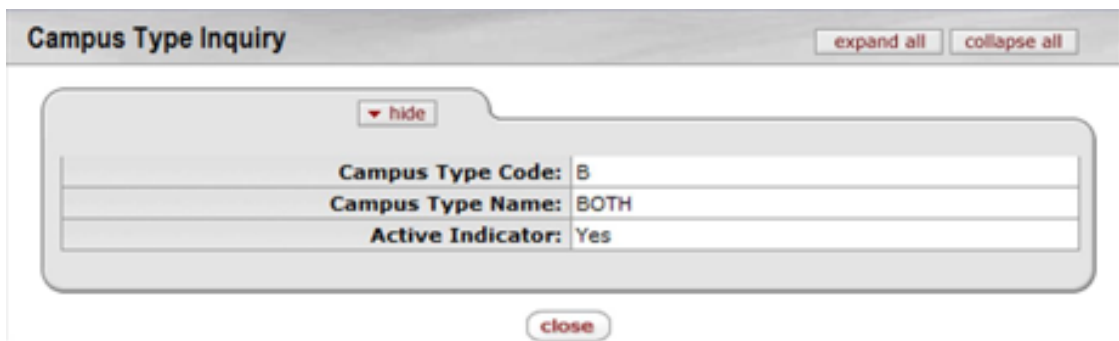 Campus Type Inquiry expand all collapse all
hide
Campus Type Code: B
Campus Type Name: BOTH
Active Indicator: Yes
close